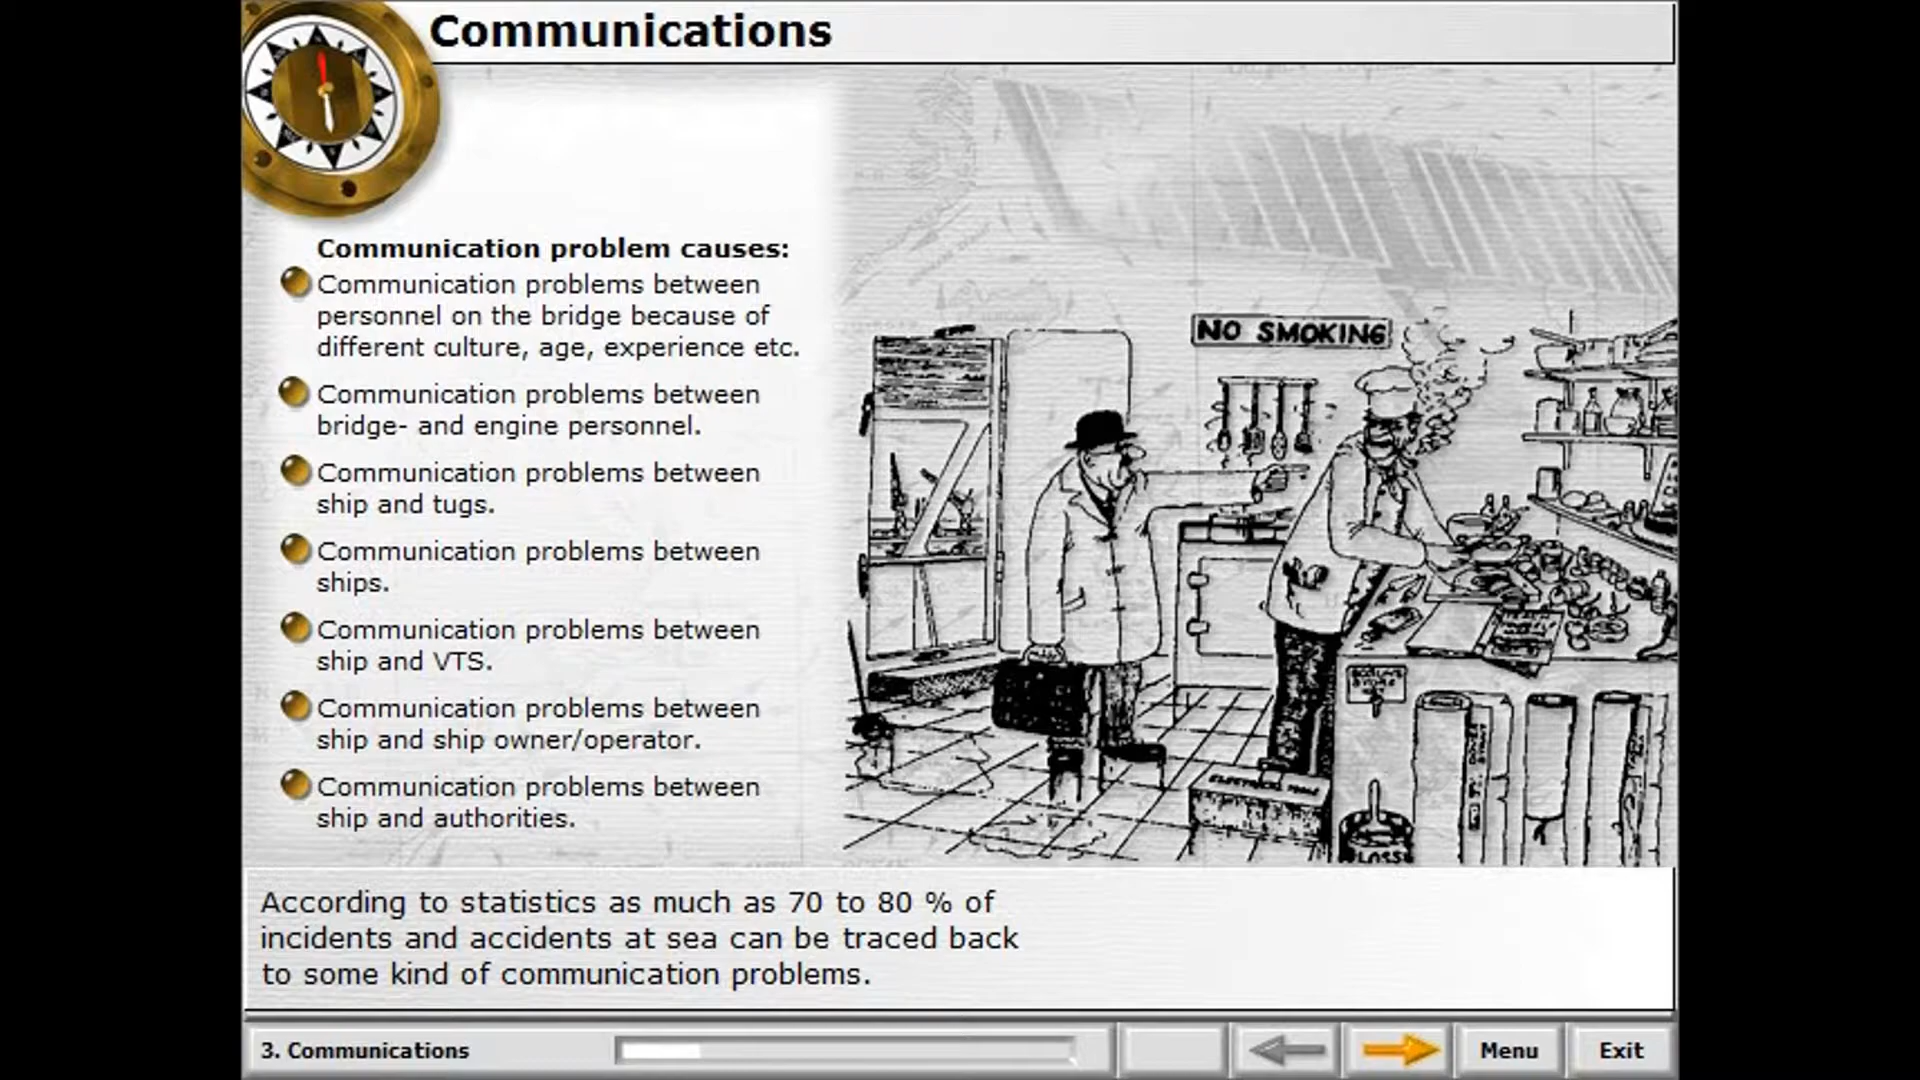 Communications
Communication problem causes:
Communication problems between
personnel on the bridge because of
different culture, age, experience etc.
Communication problems between
bridge- and engine personnel.
Communication problems between
ship and tugs.
Communication problems between
ships.
Communication problems between
ship and VTS.
Communication problems between
ship and ship owner/operator.
Communication problems between
ship and authorities.
NO SMOKING
According to statistics as much as 70 to 80 % of
incidents and accidents at sea can be traced back
to some kind of communication problems.
3. Communications
Menu
Exit